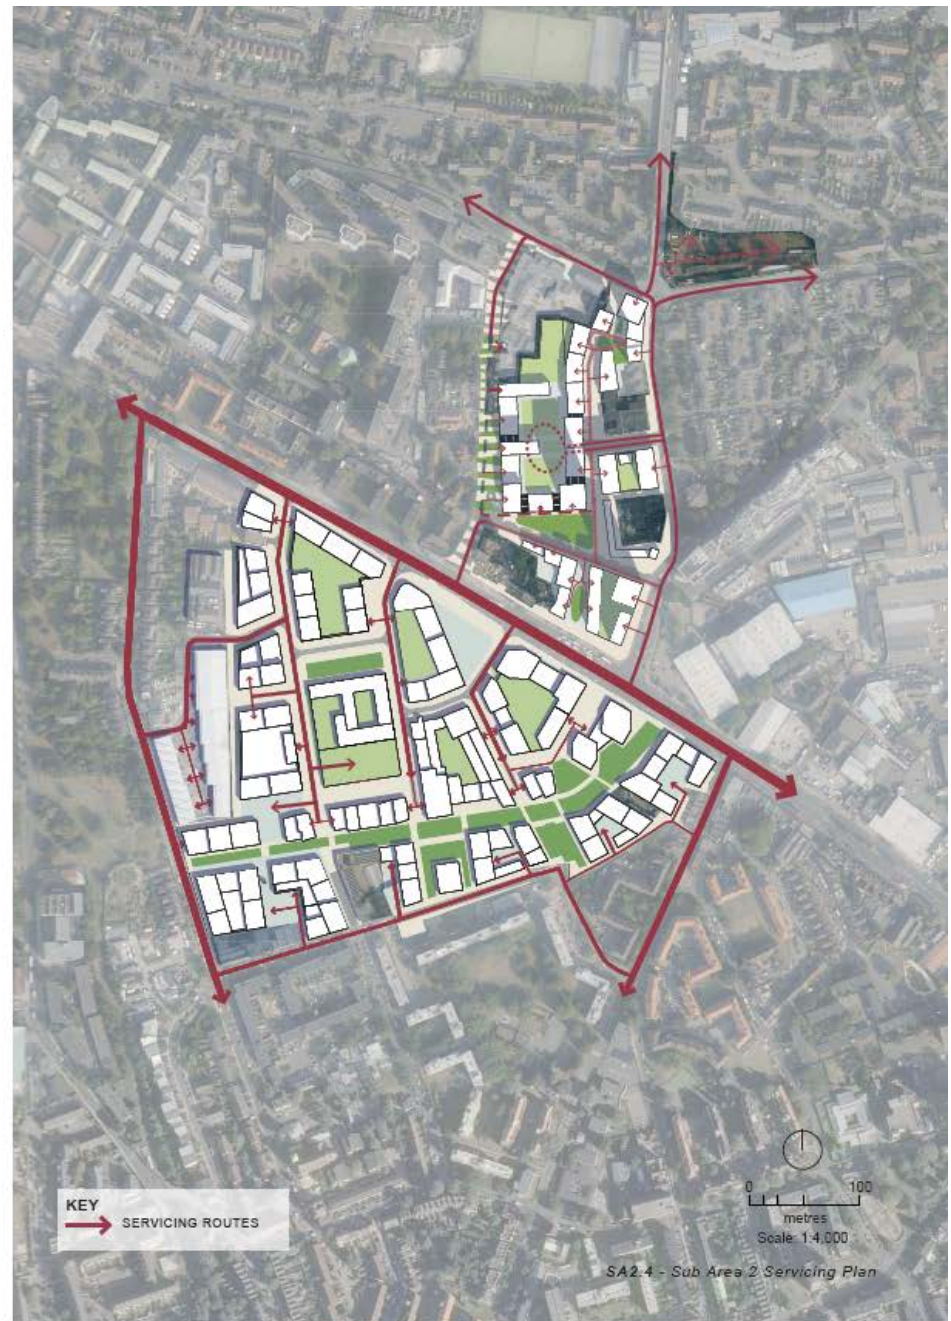 KEY
SERVICING ROUTES
0 100
metres
Scale: 1:4,000
SA2.4 - Sub Area 2 Servicing Plan